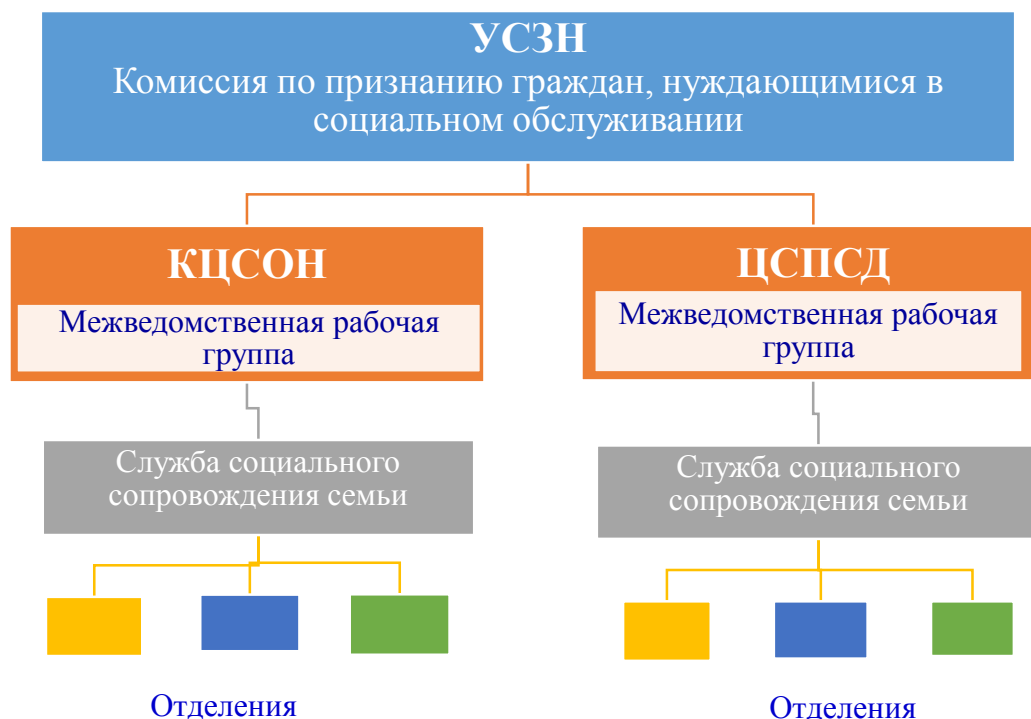 УСЗН
Комиссия по признанию граждан, нуждающимися в
социальном обслуживании
КЦСОН
Межведомственная рабочая
группа
ЦСПСД
Межведомственная рабочая
группа
Служба социального
сопровождения семьи
Служба социального
сопровождения семьи
Отделения
Отделения